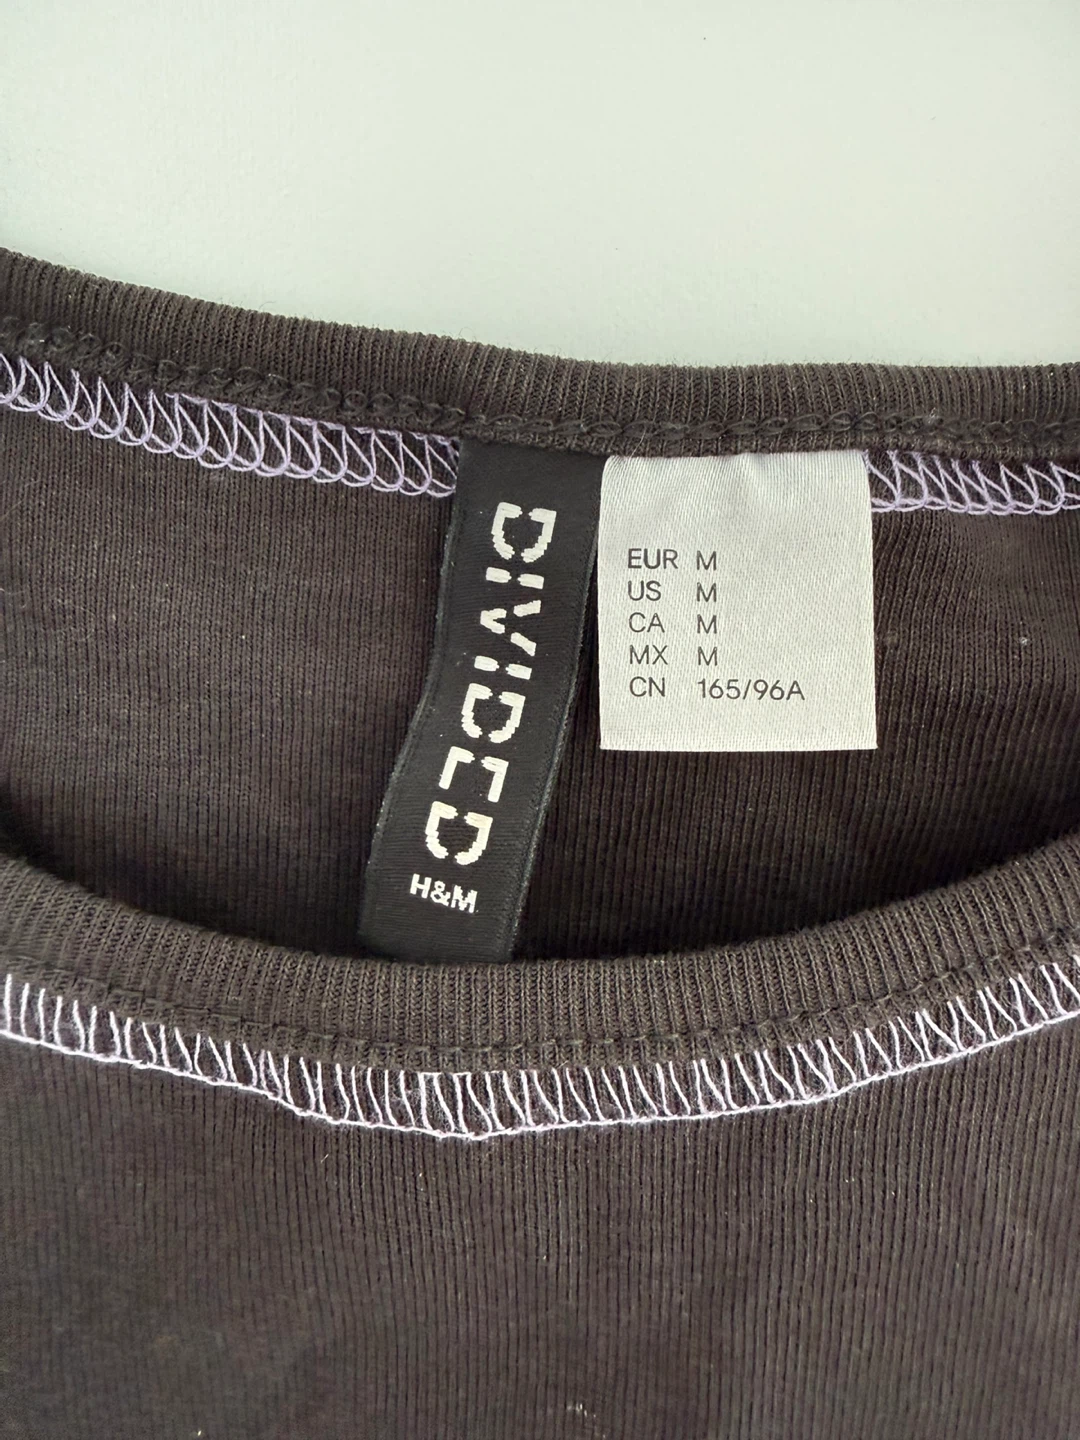 DIVIDED
H&M
EUR M
US M
CA M
MX M
CN 165/96A